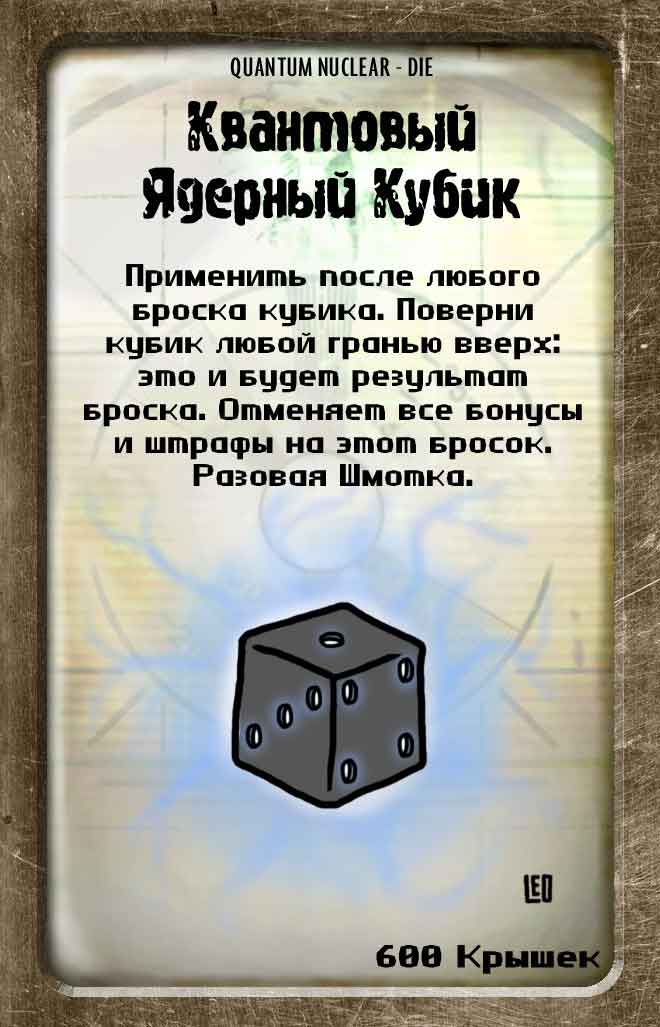 QUANTUM NUCLEAR - DIE
Квантовый
Ядерный Кубик
Применить после любого
броска кубика. Поверни
кубик любой гранью вверх:
это и будет результат
броска. Отменяет все бонусы
и штрафы на этот бросок.
Разовая Шмотка.
LEO
600 Крышек